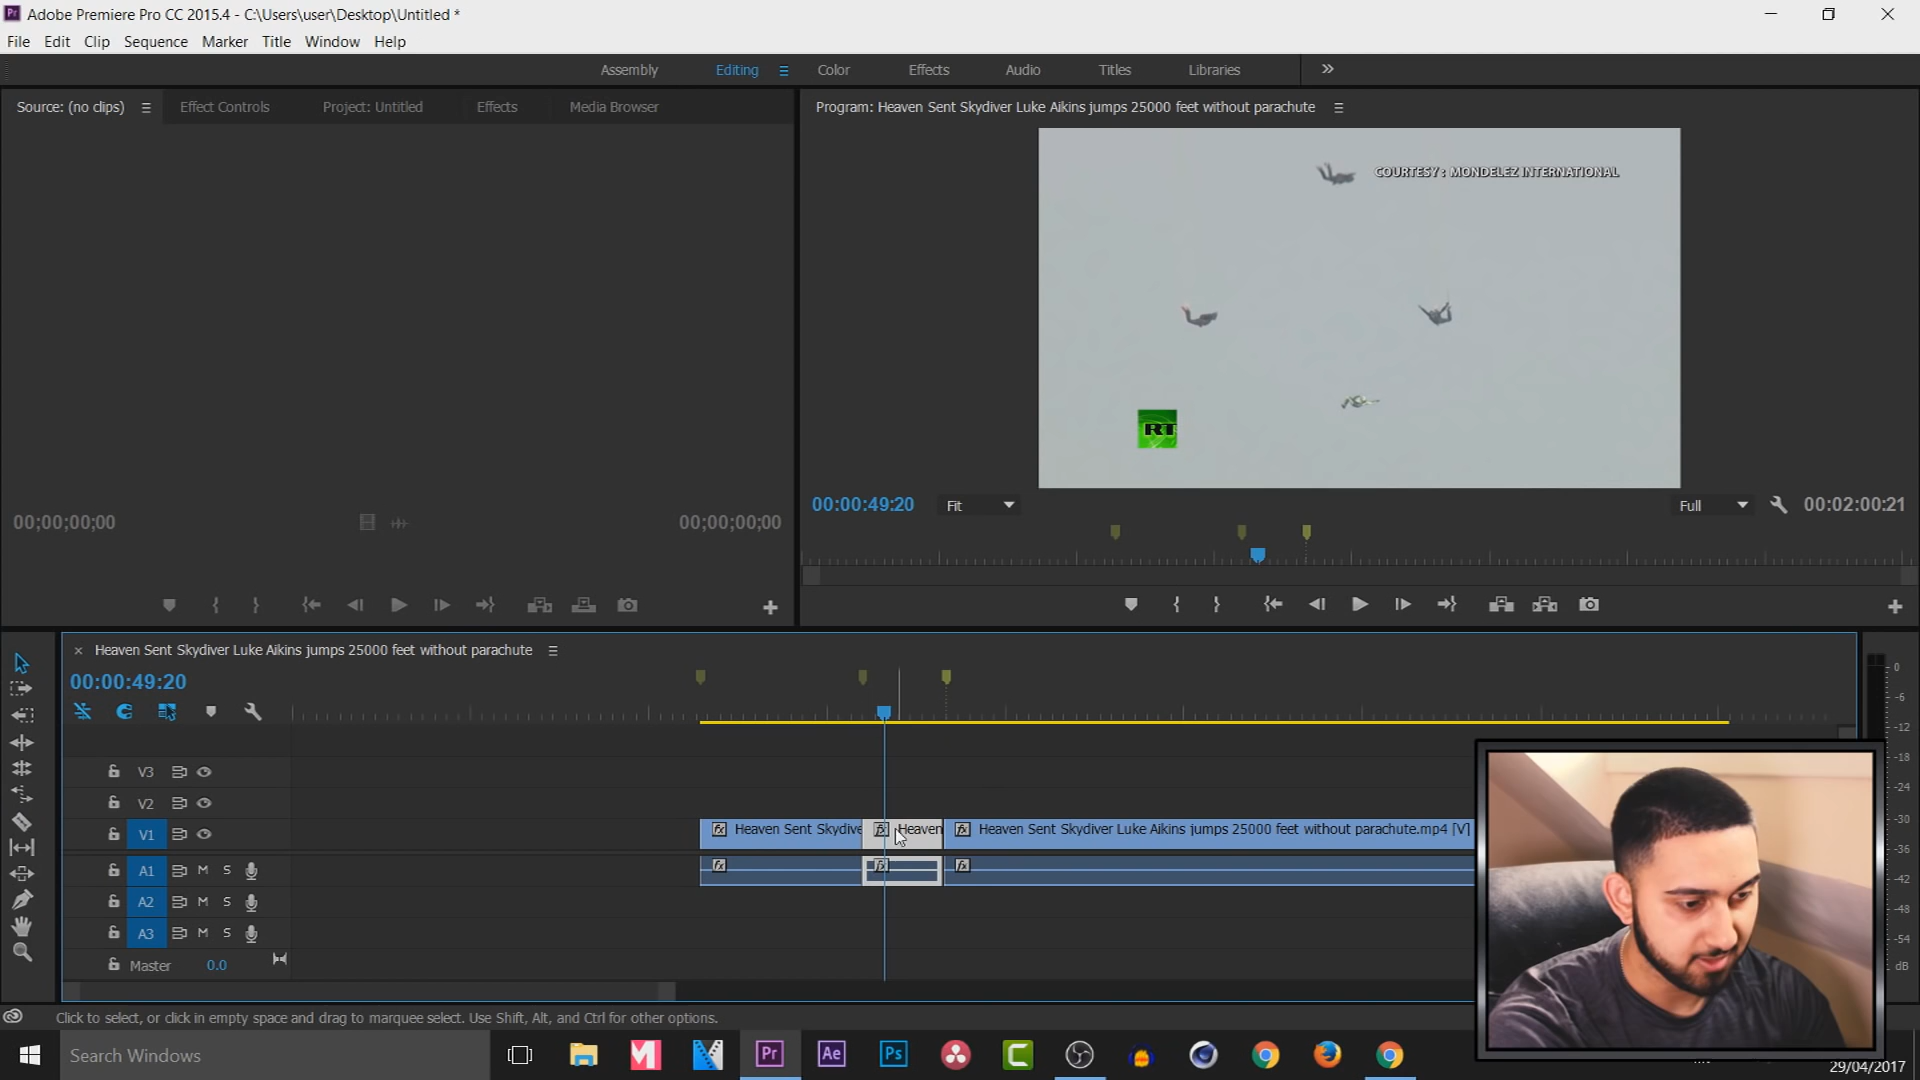 Adobe Premiere Pro CC 2015.4 - C:\Users\user\Desktop\Untitled *
File Edit Clip Sequence Marker Title Window Help
Assembly Editing Color Effects Audio Titles Libraries
Source: (no clips) Effect Controls Project: Untitled Effects Media Browser
Program: Heaven Sent Skydiver Luke Aikins jumps 25000 feet without parachute
COURTESY : MONDELEZ INTERNATIONAL
RT
00;00;00;00 00;00;00;00
00:00:49:20 Fit Full 00:02:00:21
Heaven Sent Skydiver Luke Aikins jumps 25000 feet without parachute
00:00:49:20
V3
V2
V1
fx Heaven Sent Skydive fx Heaven fx Heaven Sent Skydiver Luke Aikins jumps 25000 feet without parachute.mp4 [V]
A1 M S fx fx fx
A2 M S
A3 M S
Master 0.0
0
-6
-12
-18
-24
-30
-36
-42
-48
-54
dB
Click to select, or click in empty space and drag to marquee select. Use Shift, Alt, and Ctrl for other options.
Search Windows
Pr Ae Ps
29/04/2017